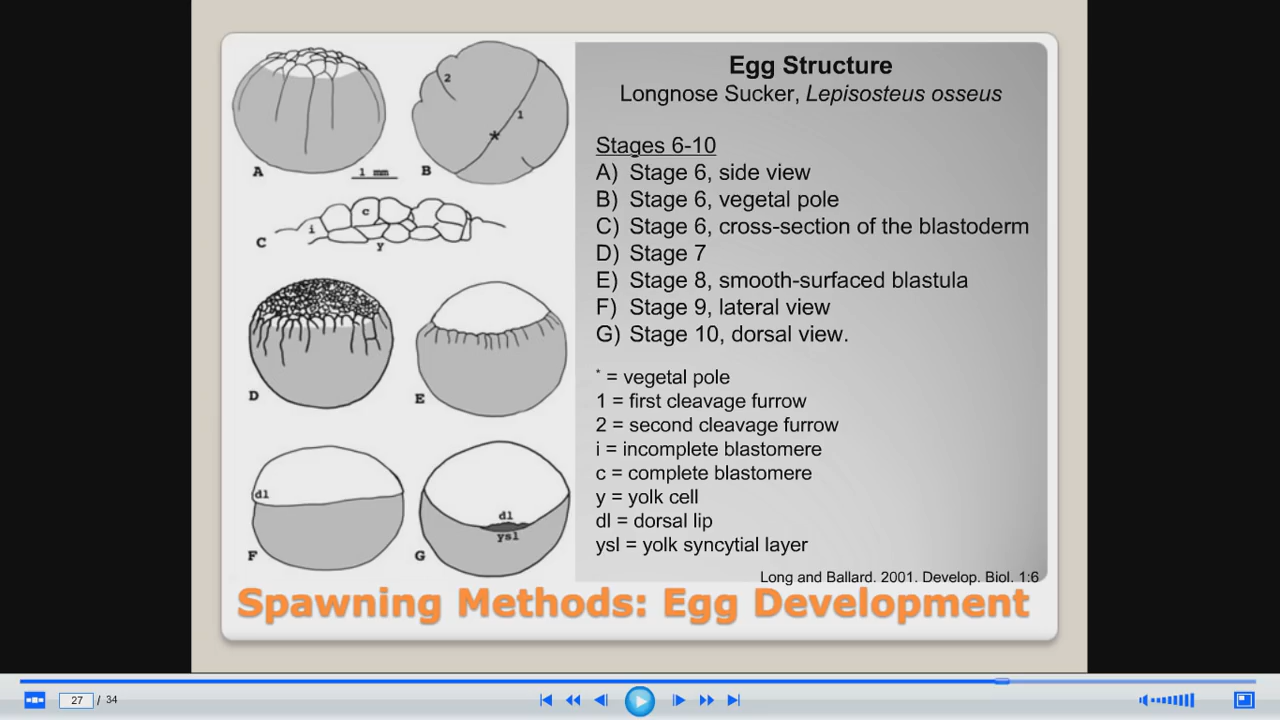 Egg Structure
Longnose Sucker, Lepisosteus osseus
Stages 6-10
A) Stage 6, side view
B) Stage 6, vegetal pole
C) Stage 6, cross-section of the blastoderm
D) Stage 7
E) Stage 8, smooth-surfaced blastula
F) Stage 9, lateral view
G) Stage 10, dorsal view.
* = vegetal pole
1 = first cleavage furrow
2 = second cleavage furrow
i = incomplete blastomere
c = complete blastomere
y = yolk cell
dl = dorsal lip
ysl = yolk syncytial layer
Long and Ballard. 2001. Develop. Biol. 1:6
A
1 mm
B
2
1
*
C
i
c
y
D
E
F
dl
G
dl
ysl
Spawning Methods: Egg Development
27 / 34